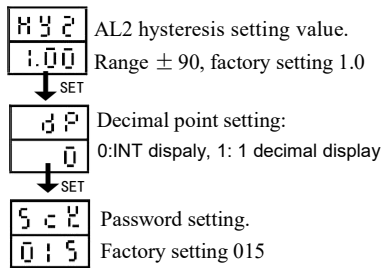 HY2 AL2 hysteresis setting value.
1.00 Range ± 90, factory setting 1.0
SET
dP Decimal point setting:
0 0:INT dispaly, 1: 1 decimal display
SET
ScK Password setting.
015 Factory setting 015